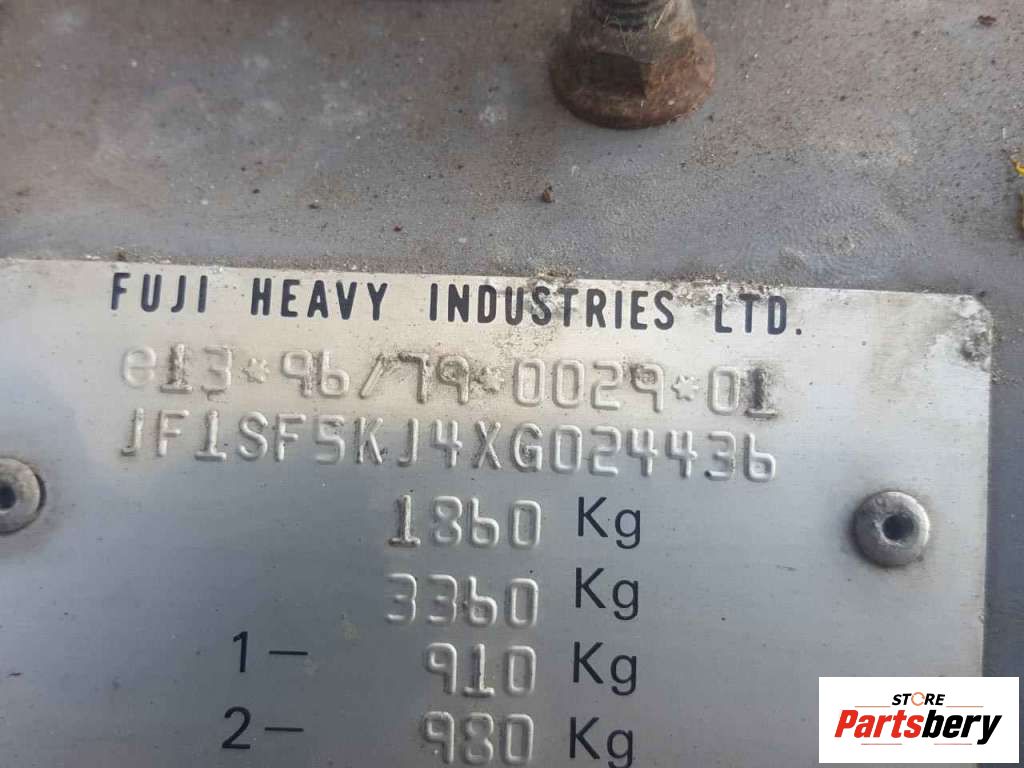 FUJI HEAVY INDUSTRIES LTD.
e13*96/79*0029*01
JF1SF5KJ4XG024436
1860 Kg
3360 Kg
1- 910 Kg
2- 980 Kg
STORE
Partsbery